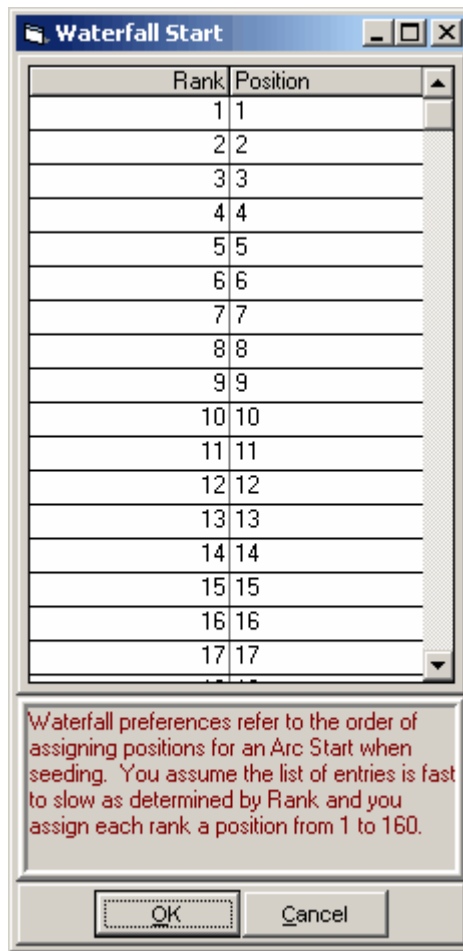 Waterfall Start
Rank Position
1 1
2 2
3 3
4 4
5 5
6 6
7 7
8 8
9 9
10 10
11 11
12 12
13 13
14 14
15 15
16 16
17 17
Waterfall preferences refer to the order of
assigning positions for an Arc Start when
seeding. You assume the list of entries is fast
to slow as determined by Rank and you
assign each rank a position from 1 to 160.
OK Cancel